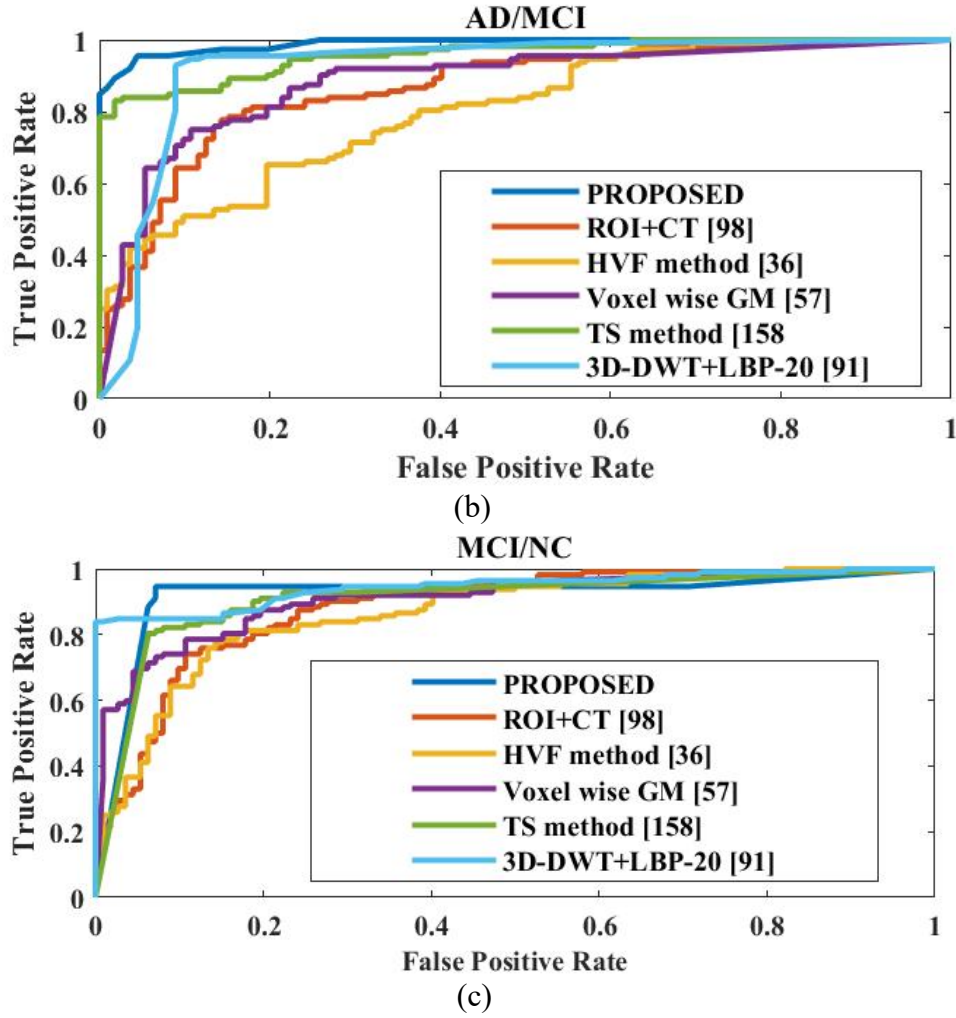 AD/MCI
1
0.8
0.6
0.4
0.2
0
True Positive Rate
PROPOSED
ROI+CT [98]
HVF method [36]
Voxel wise GM [57]
TS method [158
3D-DWT+LBP-20 [91]
0 0.2 0.4 0.6 0.8 1
False Positive Rate
(b)
MCI/NC
1
0.8
0.6
0.4
0.2
0
True Positive Rate
PROPOSED
ROI+CT [98]
HVF method [36]
Voxel wise GM [57]
TS method [158]
3D-DWT+LBP-20 [91]
0 0.2 0.4 0.6 0.8 1
False Positive Rate
(c)